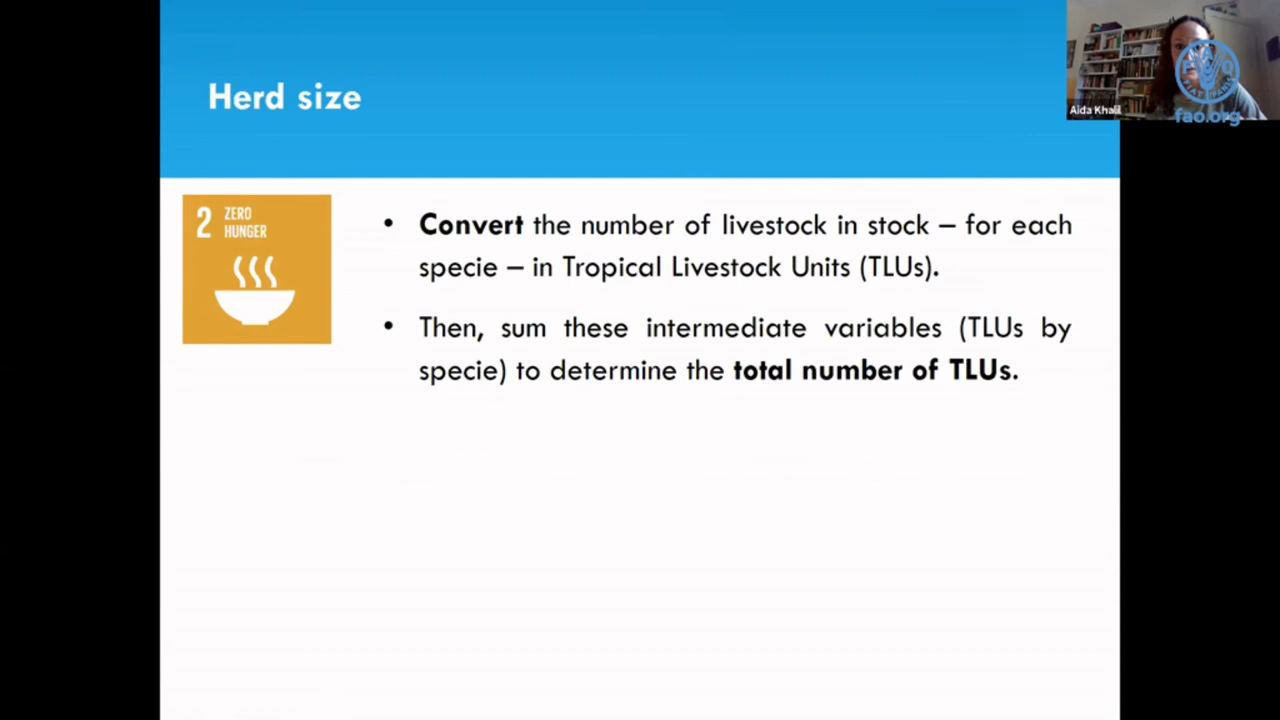 Herd size
Aida Khalil
fao.org
2 ZERO
HUNGER
• Convert the number of livestock in stock – for each
specie – in Tropical Livestock Units (TLUs).
• Then, sum these intermediate variables (TLUs by
specie) to determine the total number of TLUs.